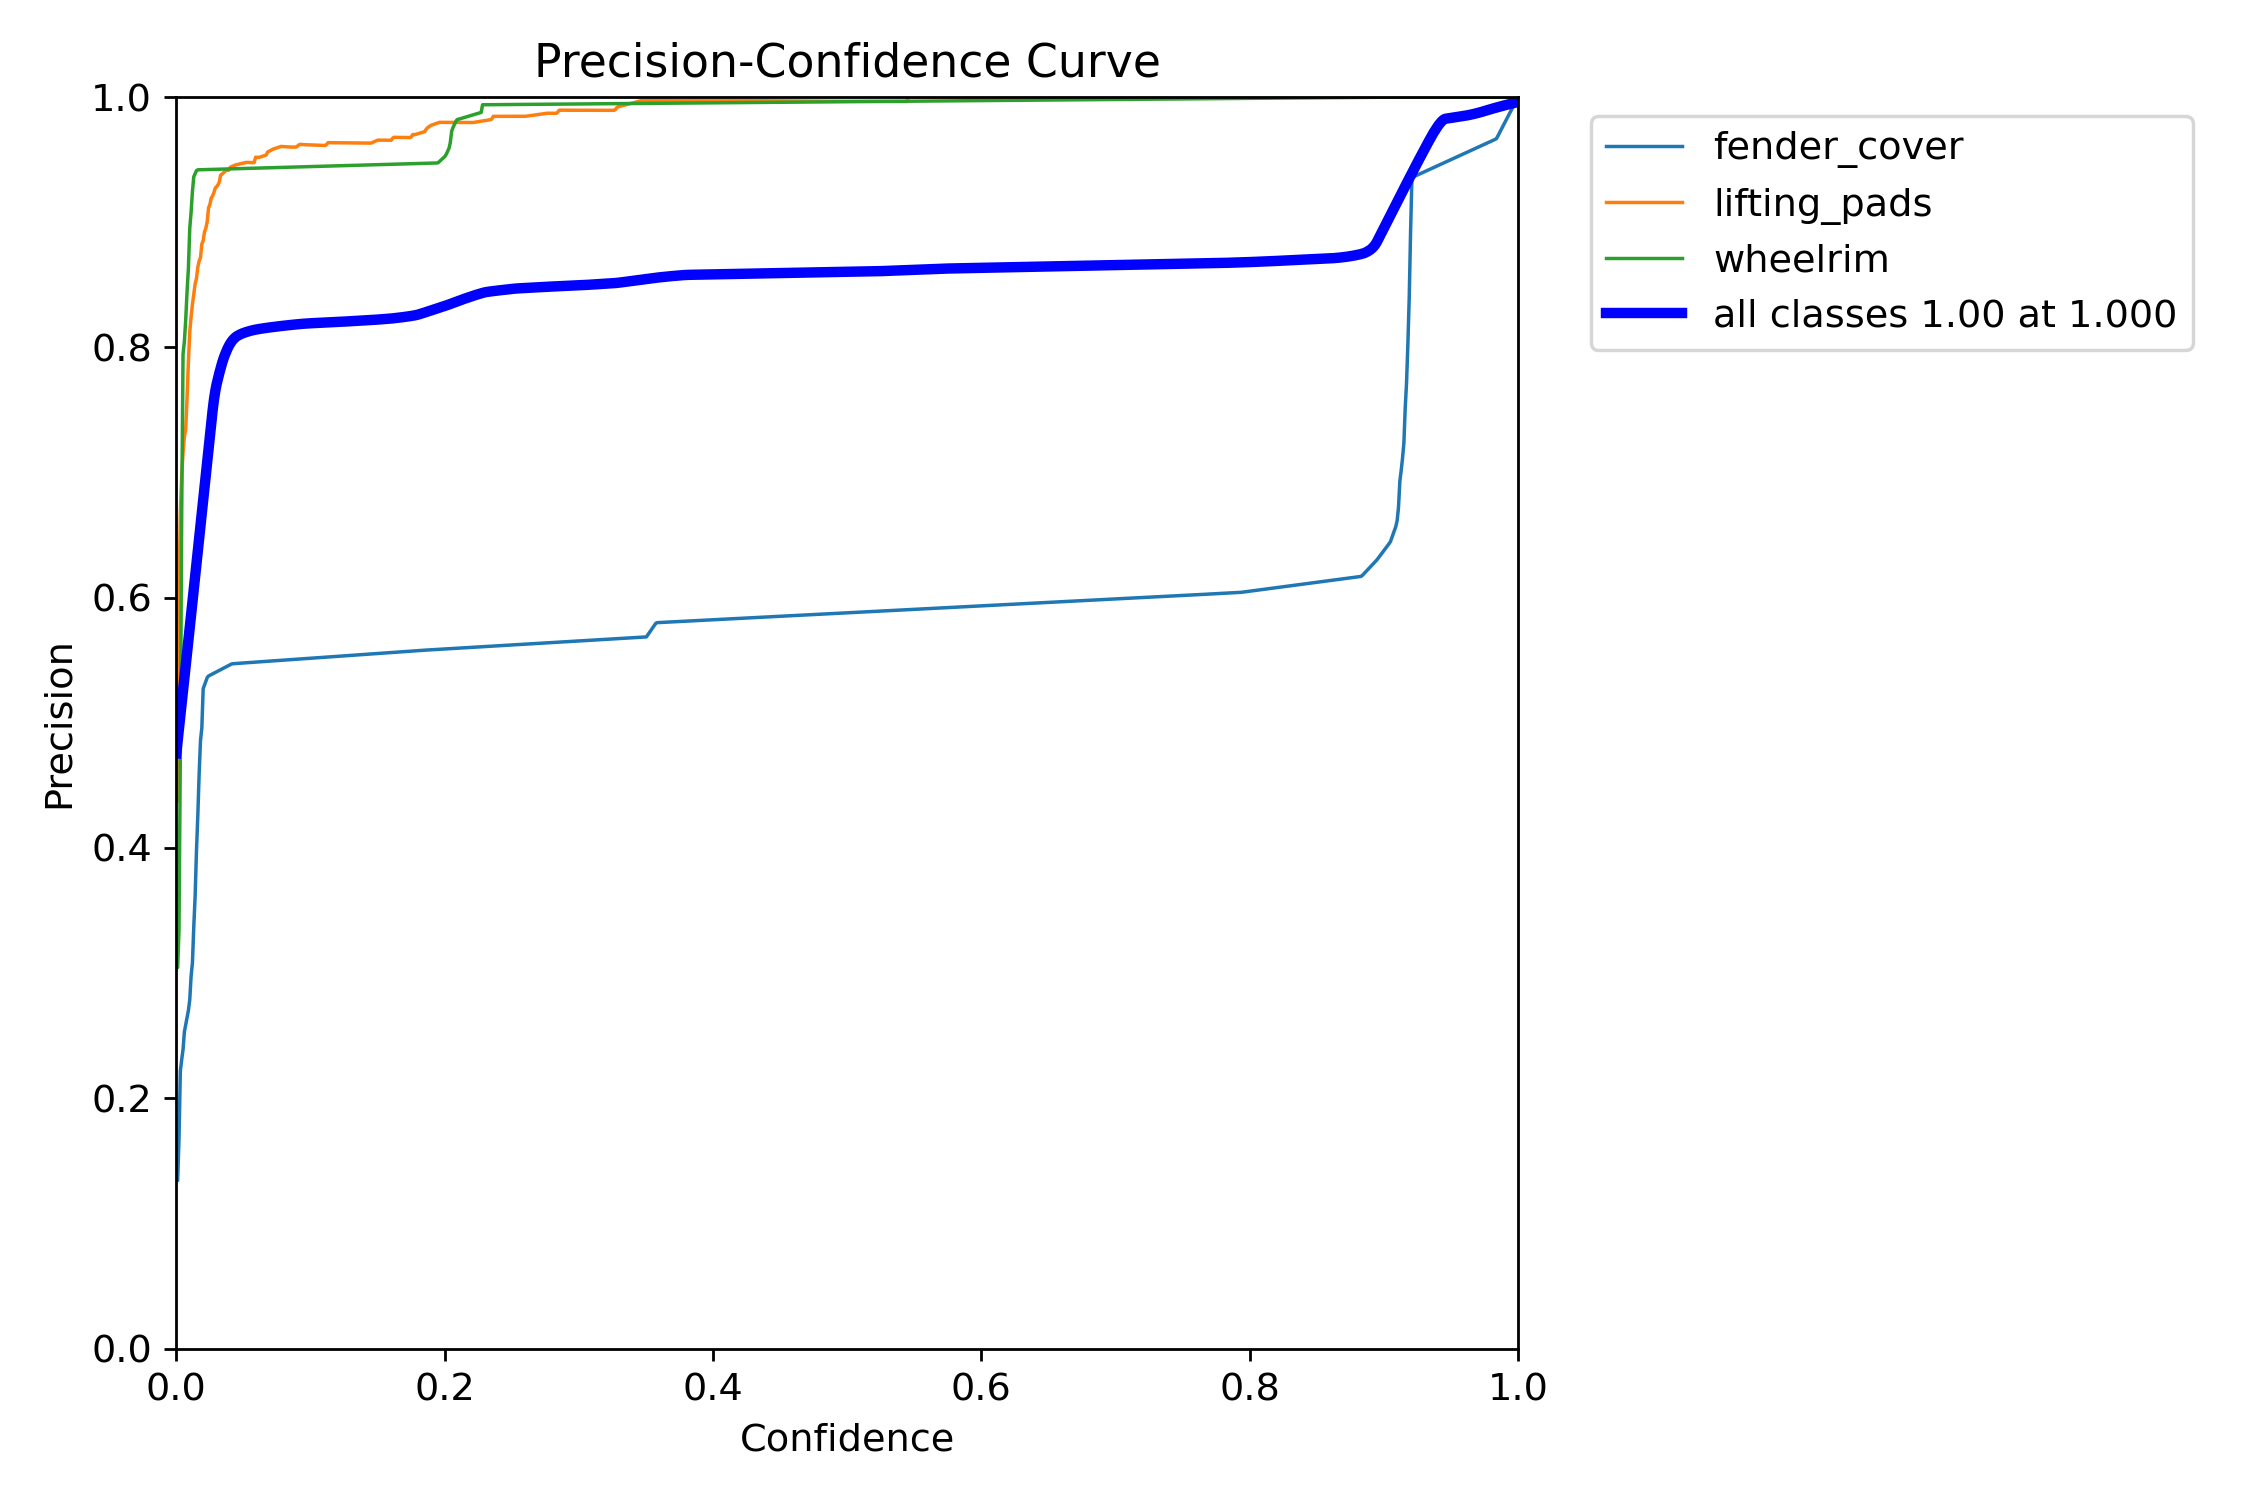 Precision-Confidence Curve
1.0
0.8
0.6
0.4
0.2
0.0
Precision
0.0 0.2 0.4 0.6 0.8 1.0
Confidence
fender_cover
lifting_pads
wheelrim
all classes 1.00 at 1.000